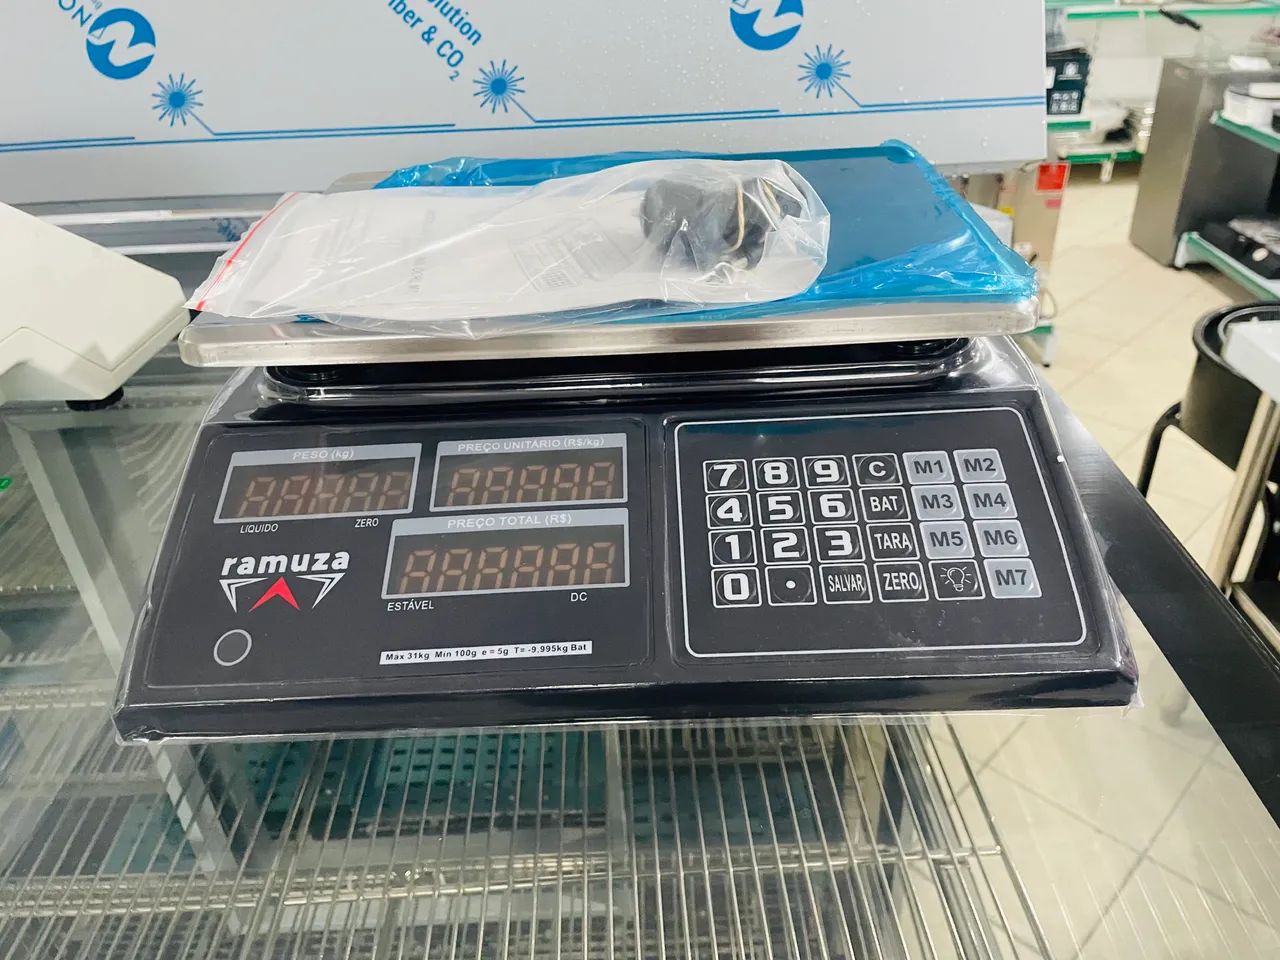 olution
ber & CO2
PESO (kg)
LIQUIDO ZERO
PREÇO UNITÁRIO (R$/kg)
PREÇO TOTAL (R$)
ESTÁVEL DC
ramuza
Máx 31kg Mín 100g e = 5g T= -9,995kg Bat
7 8 9 C M1 M2
4 5 6 BAT M3 M4
1 2 3 TARA M5 M6
0 . SALVAR ZERO M7